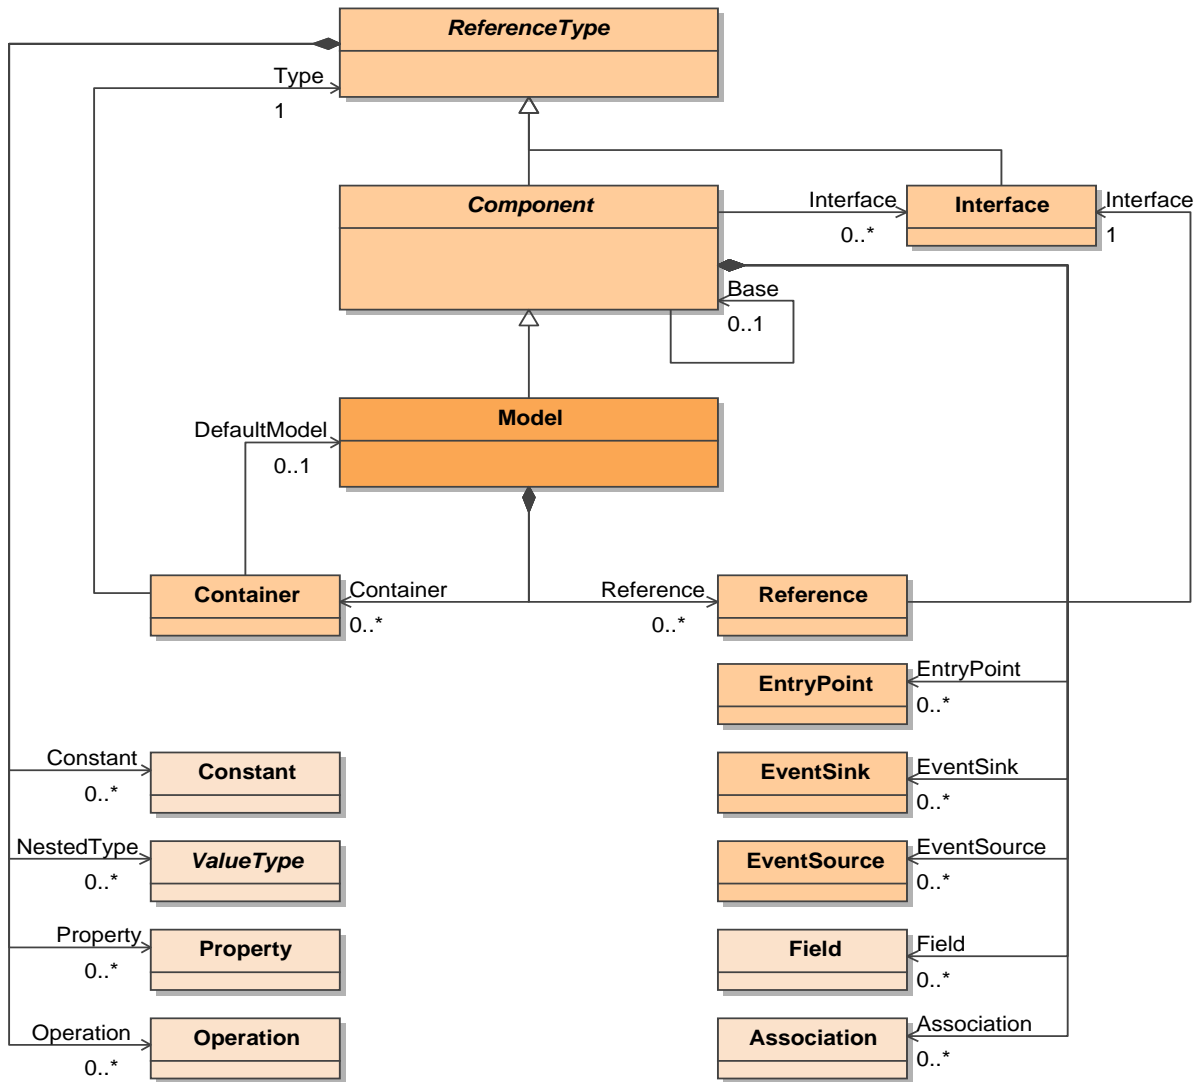 ReferenceType
Type
1
Component
Interface
0..*
Interface
Interface
1
Base
0..1
Model
DefaultModel
0..1
Container
Container
0..*
Reference
0..*
Reference
EntryPoint
EntryPoint
0..*
Constant
0..*
Constant
EventSink
EventSink
0..*
NestedType
0..*
ValueType
EventSource
EventSource
0..*
Property
0..*
Property
Field
Field
0..*
Operation
0..*
Operation
Association
Association
0..*